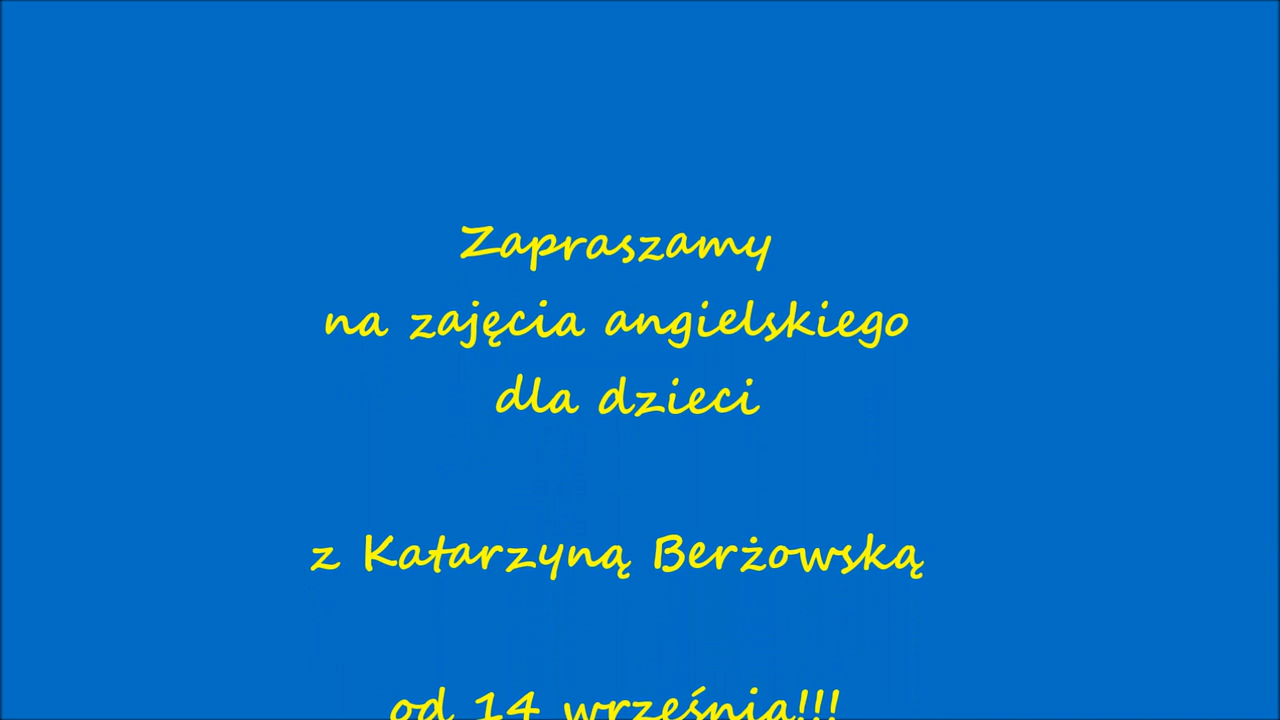 Zapraszamy
na zajęcia angielskiego
dla dzieci
z Katarzyną Berżowską
od 14 września!!!